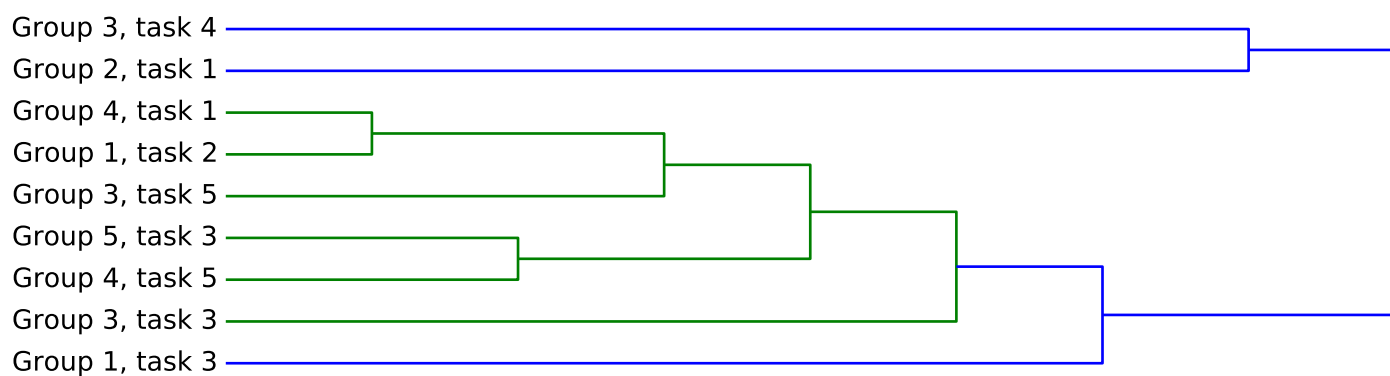 Group 3, task 4
Group 2, task 1
Group 4, task 1
Group 1, task 2
Group 3, task 5
Group 5, task 3
Group 4, task 5
Group 3, task 3
Group 1, task 3